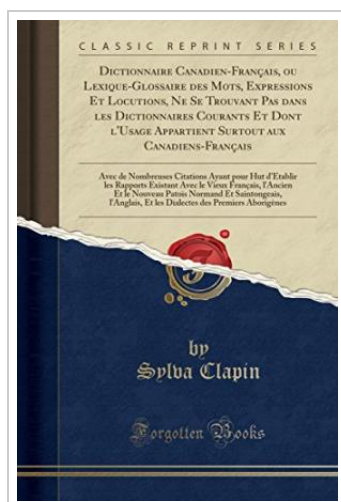 CLASSIC REPRINT SERIES
DICTIONNAIRE CANADIEN-FRANÇAIS, OU
LEXIQUE-GLOSSAIRE DES MOTS, EXPRESSIONS
ET LOCUTIONS, NE SE TROUVANT PAS DANS
LES DICTIONNAIRES COURANTS ET DONT
L'USAGE APPARTIENT SURTOUT AUX
CANADIENS-FRANÇAIS
Avec de Nombreuses Citations Ayant pour Hut d'Établir
les Rapports Existant Avec le Vieux Français, l'Ancien
Et le Nouveau Patois Normand Et Saintongeais,
l'Anglais, Et les Dialectes des Premiers Aborigènes
by
Sylva Clapin
Forgotten Books